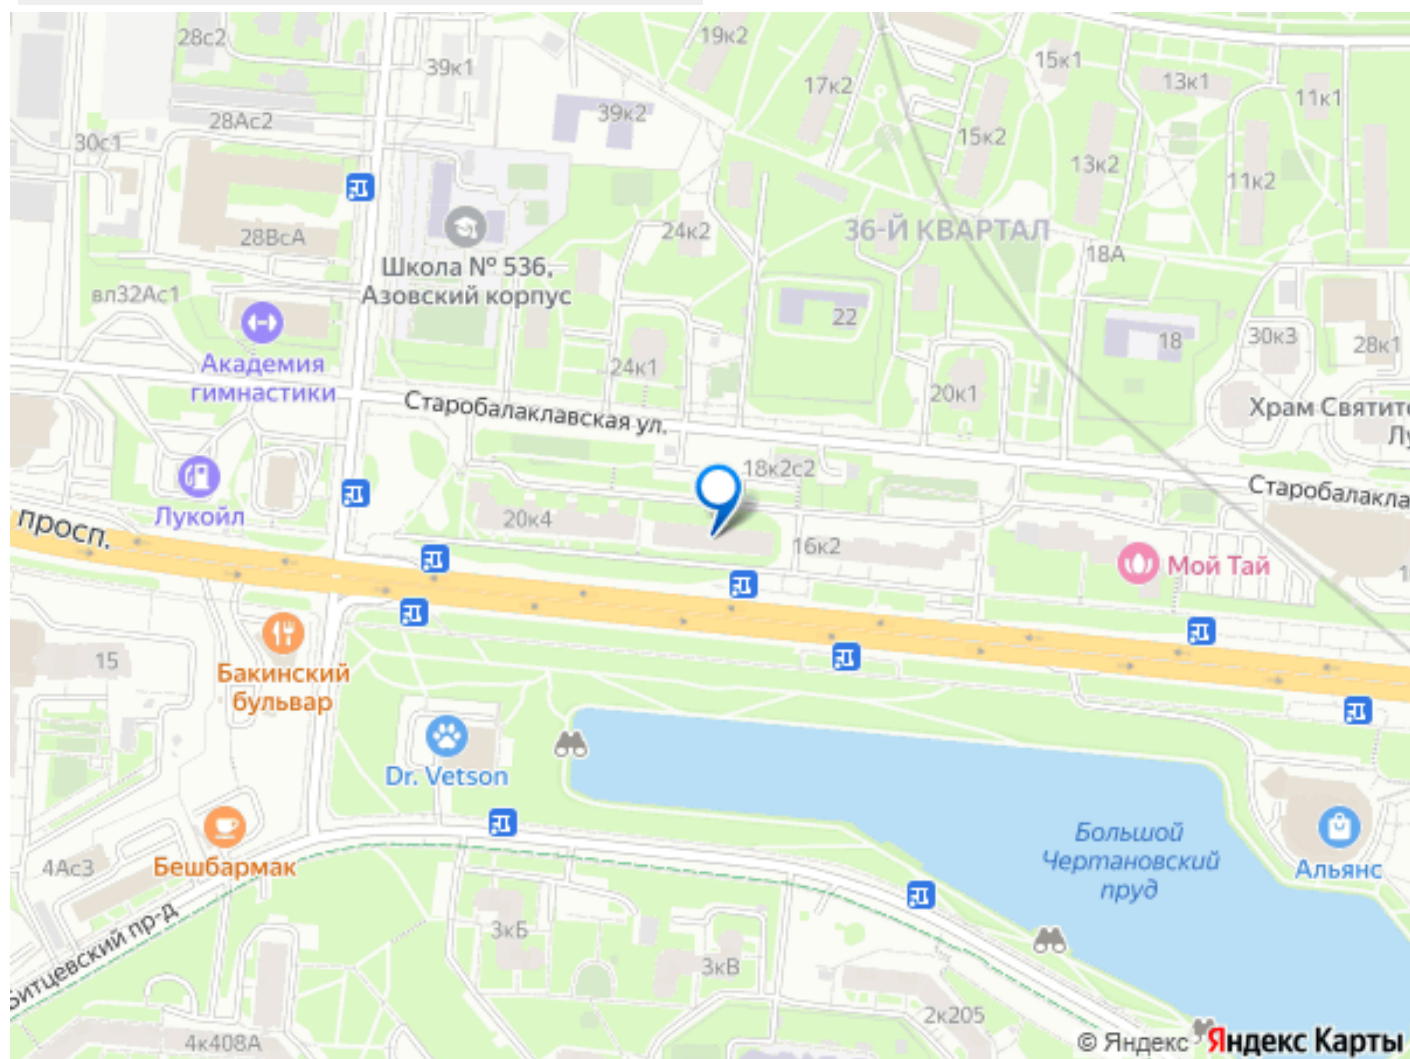 28с2
19к2
39к1
15к1
17к2
13к1
11к1
39к2
28Ас2
30с1
15к2
13к2
11к2
28ВсА
24к2
36-Й КВАРТАЛ
18А
Школа № 536,
Азовский корпус
вл32Ас1
22
18
30к3
28к1
Академия
гимнастики
24к1
20к1
Старобалаклавская ул.
Храм Святит
Лу
18к2с2
Старобалакла
Лукойл
просп.
20к4
16к2
Мой Тай
1
15
Бакинский
бульвар
Dr. Vetson
Большой
Чертановский
пруд
4Ас3
Бешбармак
Альянс
Битцевский пр-д
3кБ
3кВ
2к205
4к408А
© Яндекс Яндекс Карты